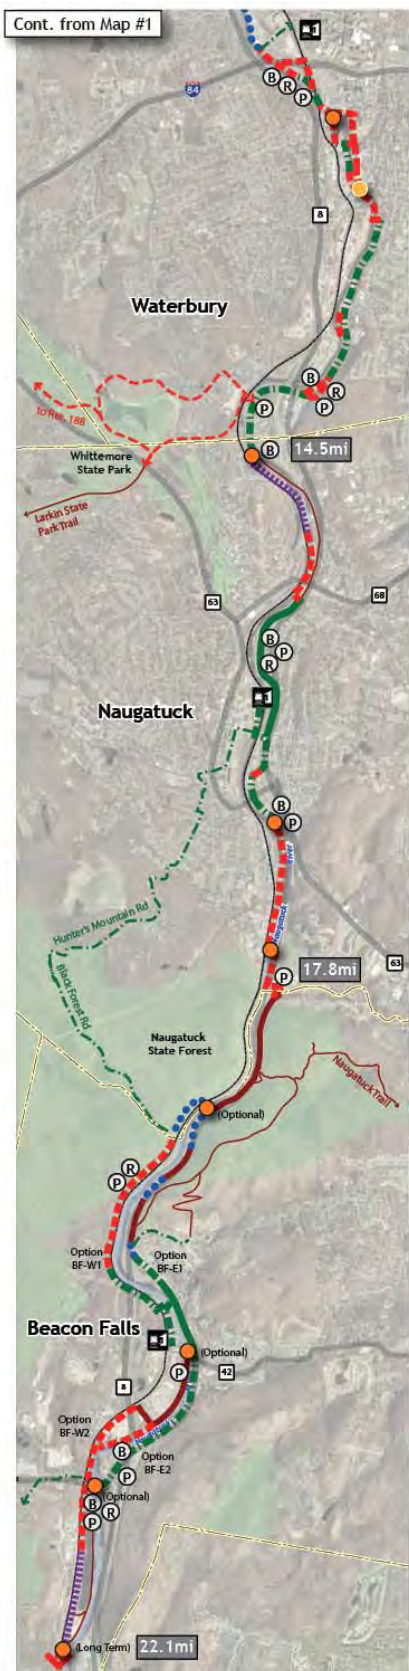 Cont. from Map #1
1
84
B
R
P
8
Waterbury
B
R
P
P
to Rte. 188
B
14.5mi
Whittemore
State Park
Larkin State
Park Trail
63
68
B
P
R
Naugatuck
B
P
River
Naugatuck
Hunter's Mountain Rd
63
17.8mi
P
Black Forest Rd
Naugatuck
State Forest
Naugatuck Trail
(Optional)
R
P
Option
BF-W1
Option
BF-E1
Beacon Falls
(Optional)
P
42
8
Option
BF-W2
B
Option
BF-E2
P
(Optional)
B
R
P
(Long Term)
22.1mi